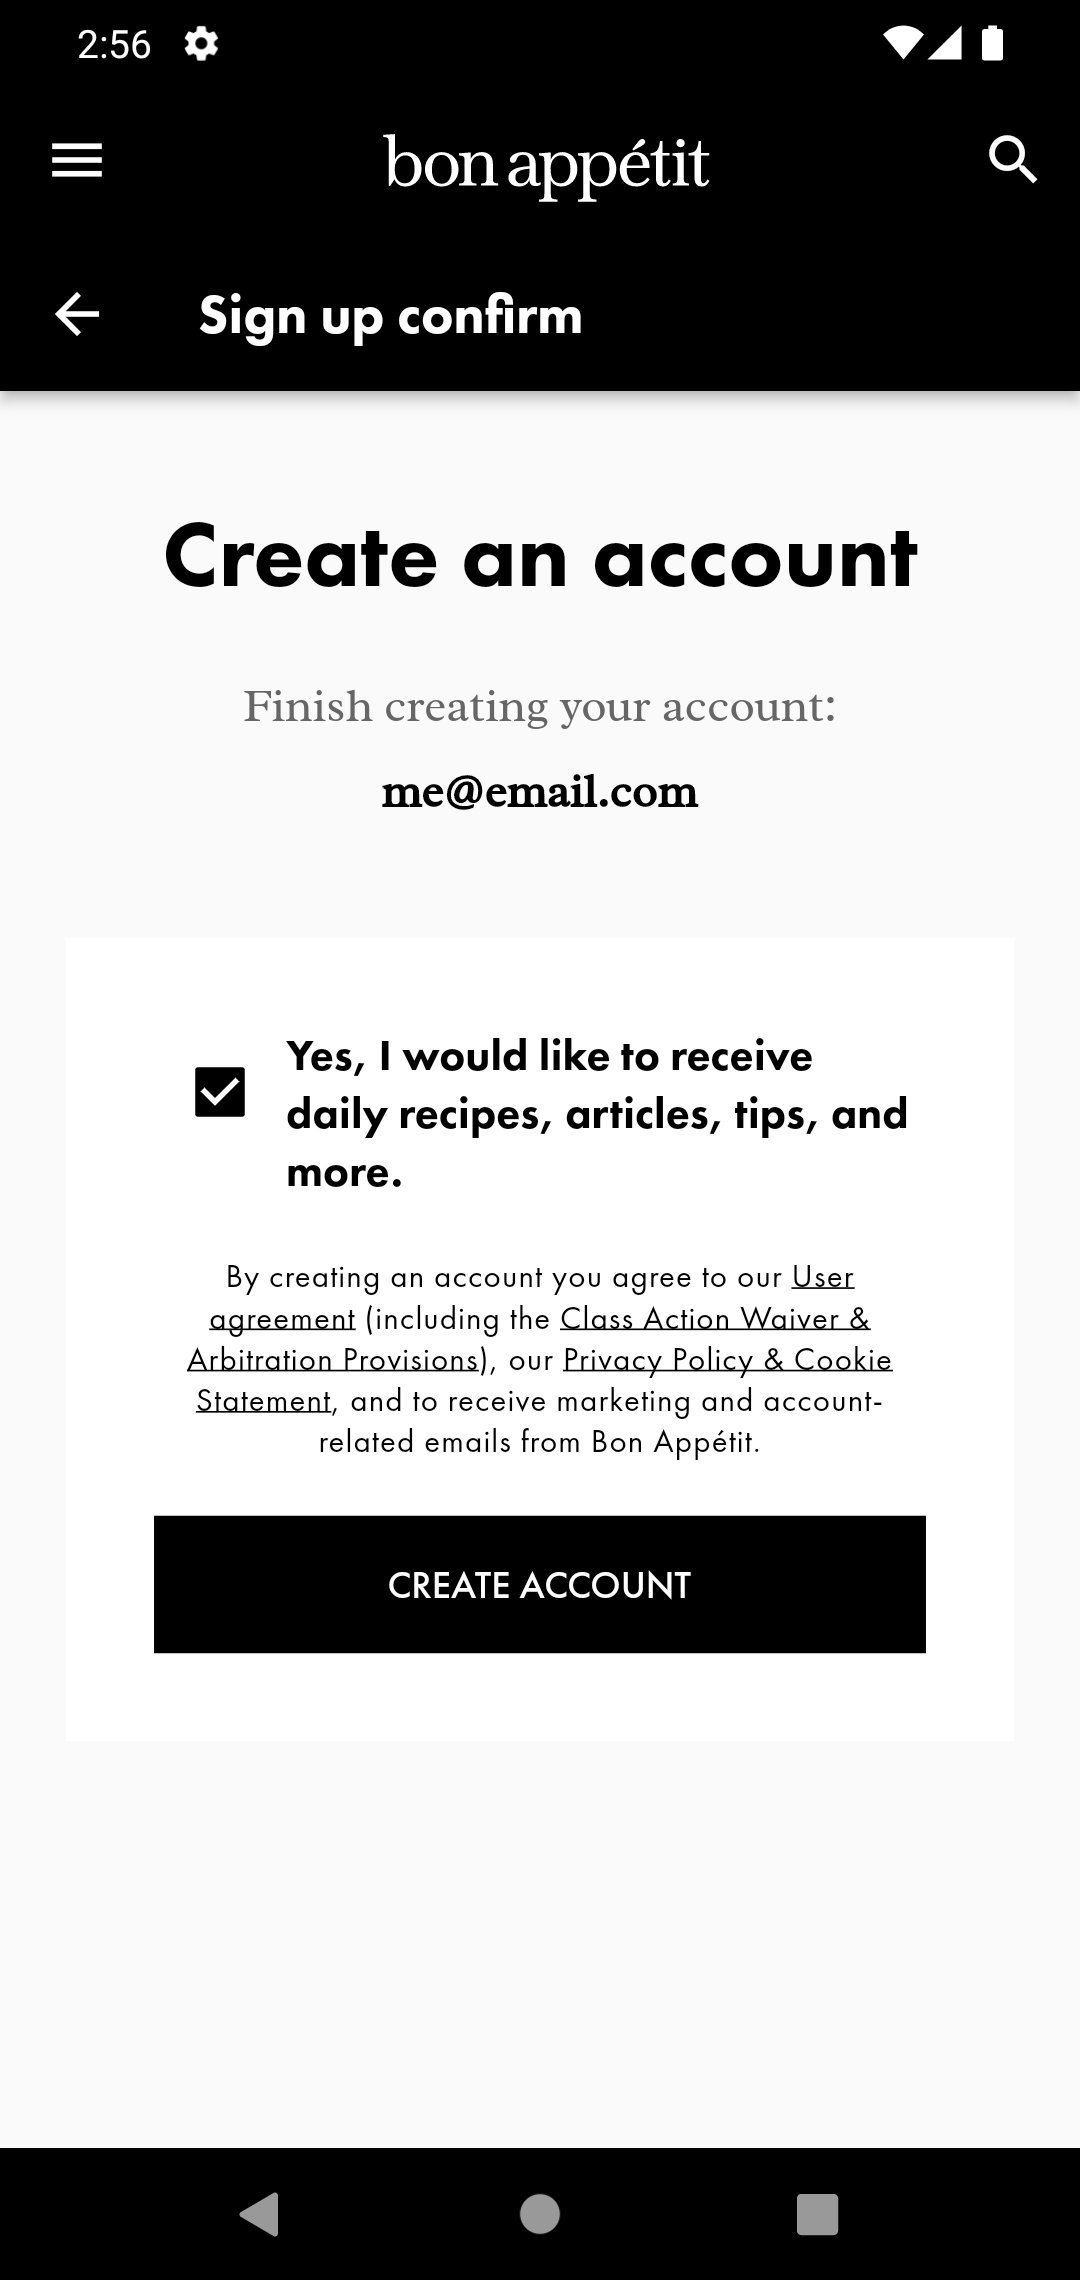 2:56
bon appétit
Sign up confirm
Create an account
Finish creating your account:
me@email.com
Yes, I would like to receive
daily recipes, articles, tips, and
more.
By creating an account you agree to our User
agreement (including the Class Action Waiver &
Arbitration Provisions), our Privacy Policy & Cookie
Statement, and to receive marketing and account-
related emails from Bon Appétit.
CREATE ACCOUNT